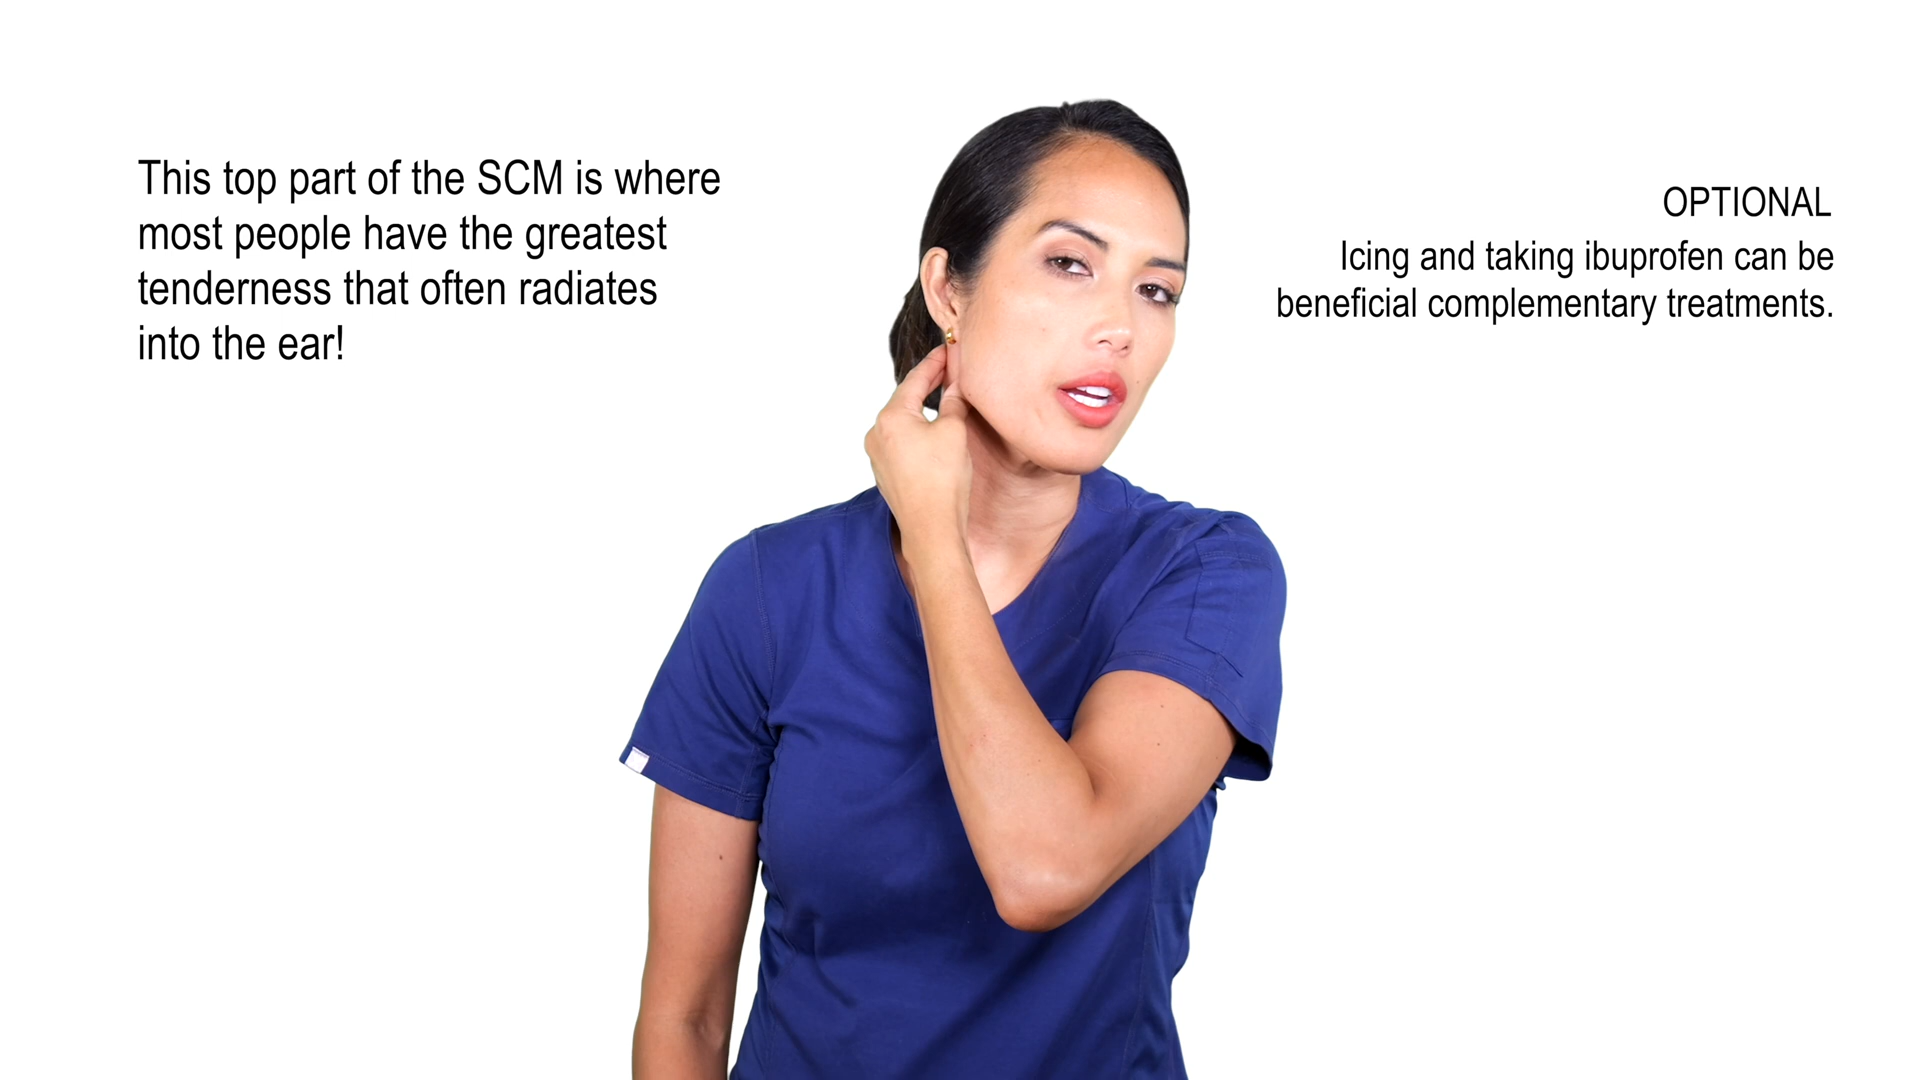 This top part of the SCM is where
most people have the greatest
tenderness that often radiates
into the ear!
OPTIONAL
Icing and taking ibuprofen can be
beneficial complementary treatments.